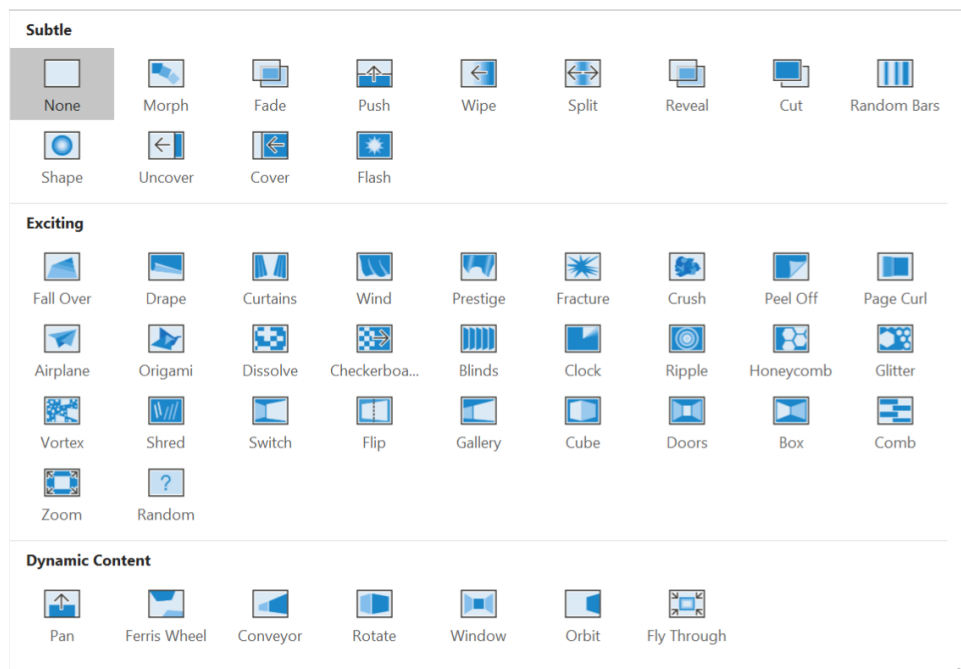 Subtle
None Morph Fade Push Wipe Split Reveal Cut Random Bars
Shape Uncover Cover Flash
Exciting
Fall Over Drape Curtains Wind Prestige Fracture Crush Peel Off Page Curl
Airplane Origami Dissolve Checkerboa... Blinds Clock Ripple Honeycomb Glitter
Vortex Shred Switch Flip Gallery Cube Doors Box Comb
?
Zoom Random
Dynamic Content
Pan Ferris Wheel Conveyor Rotate Window Orbit Fly Through